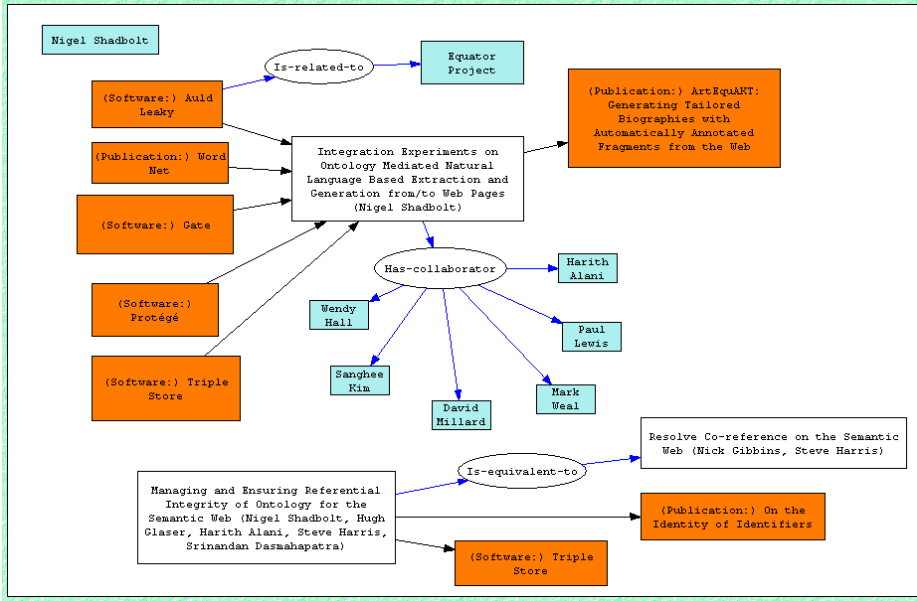 Nigel Shadbolt
Is-related-to
Equator
Project
(Software:) Auld
Leaky
(Publication:) ArtEquAKT:
Generating Tailored
Biographies with
Automatically Annotated
Fragments from the Web
(Publication:) Word
Net
Integration Experiments on
Ontology Mediated Natural
Language Based Extraction and
Generation from/to Web Pages
(Nigel Shadbolt)
(Software:) Gate
Has-collaborator
Harith
Alani
(Software:)
Protégé
Wendy
Hall
Paul
Lewis
(Software:) Triple
Store
Sanghee
Kim
Mark
Weal
David
Millard
Resolve Co-reference on the Semantic
Web (Nick Gibbins, Steve Harris)
Is-equivalent-to
Managing and Ensuring Referential
Integrity of Ontology for the
Semantic Web (Nigel Shadbolt, Hugh
Glaser, Harith Alani, Steve Harris,
Srinandan Dasmahapatra)
(Publication:) On the
Identity of Identifiers
(Software:) Triple
Store